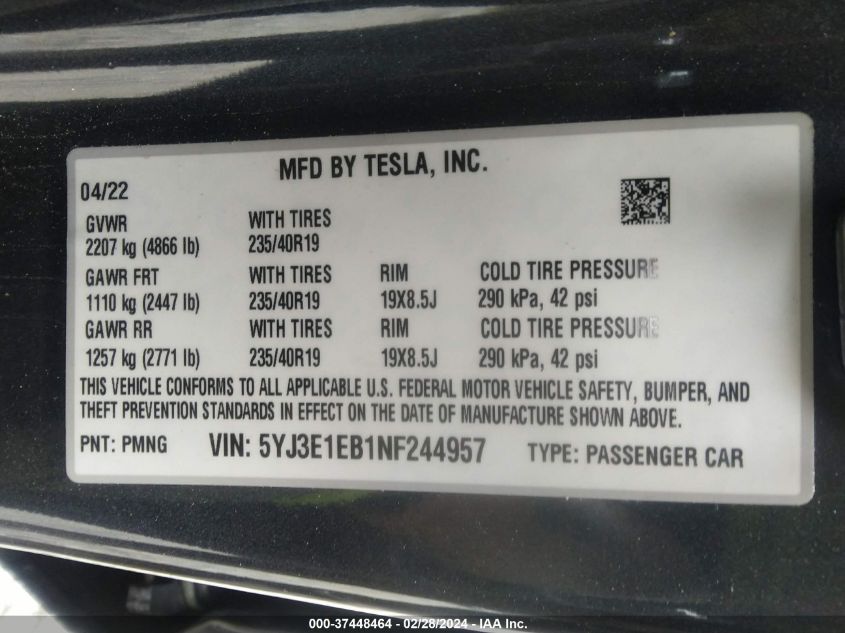 MFD BY TESLA, INC.
04/22
GVWR WITH TIRES
2207 kg (4866 lb) 235/40R19
GAWR FRT WITH TIRES RIM COLD TIRE PRESSURE
1110 kg (2447 lb) 235/40R19 19X8.5J 290 kPa, 42 psi
GAWR RR WITH TIRES RIM COLD TIRE PRESSURE
1257 kg (2771 lb) 235/40R19 19X8.5J 290 kPa, 42 psi
THIS VEHICLE CONFORMS TO ALL APPLICABLE U.S. FEDERAL MOTOR VEHICLE SAFETY, BUMPER, AND
THEFT PREVENTION STANDARDS IN EFFECT ON THE DATE OF MANUFACTURE SHOWN ABOVE.
PNT: PMNG VIN: 5YJ3E1EB1NF244957 TYPE: PASSENGER CAR
000-37448464 - 02/28/2024 - IAA Inc.